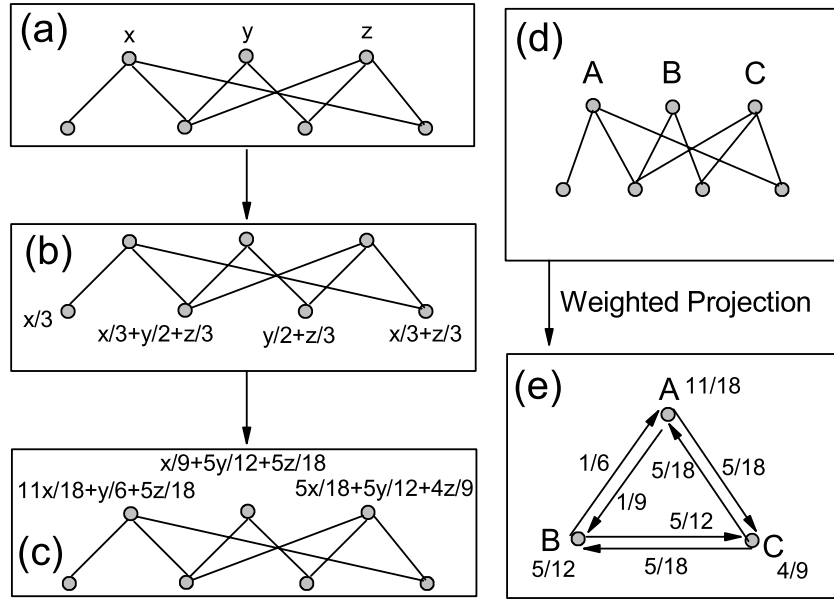 (a)
x
y
z
(b)
x/3
x/3+y/2+z/3
y/2+z/3
x/3+z/3
x/9+5y/12+5z/18
11x/18+y/6+5z/18
5x/18+5y/12+4z/9
(c)
(d)
A
B
C
Weighted Projection
(e)
A
11/18
1/6
5/18
5/18
1/9
5/12
B
C
5/12
5/18
4/9